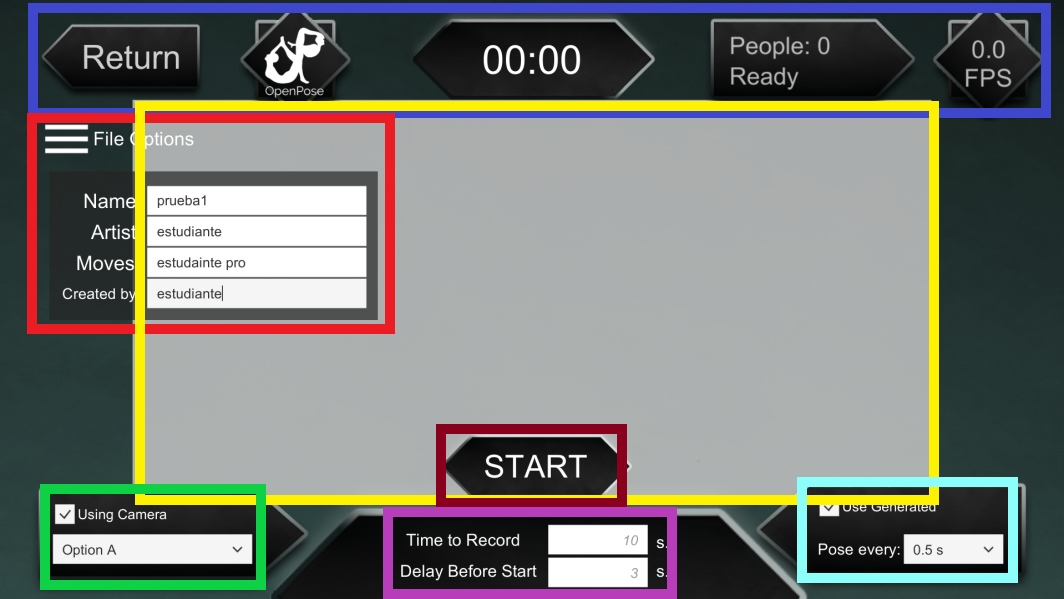 Return
OpenPose
00:00
People: 0
Ready
0.0
FPS
File Options
Name prueba1
Artist estudiante
Moves estudainte pro
Created by estudiante
START
Using Camera
Option A
Time to Record 10 s.
Delay Before Start 3 s.
Use Generated
Pose every: 0.5 s